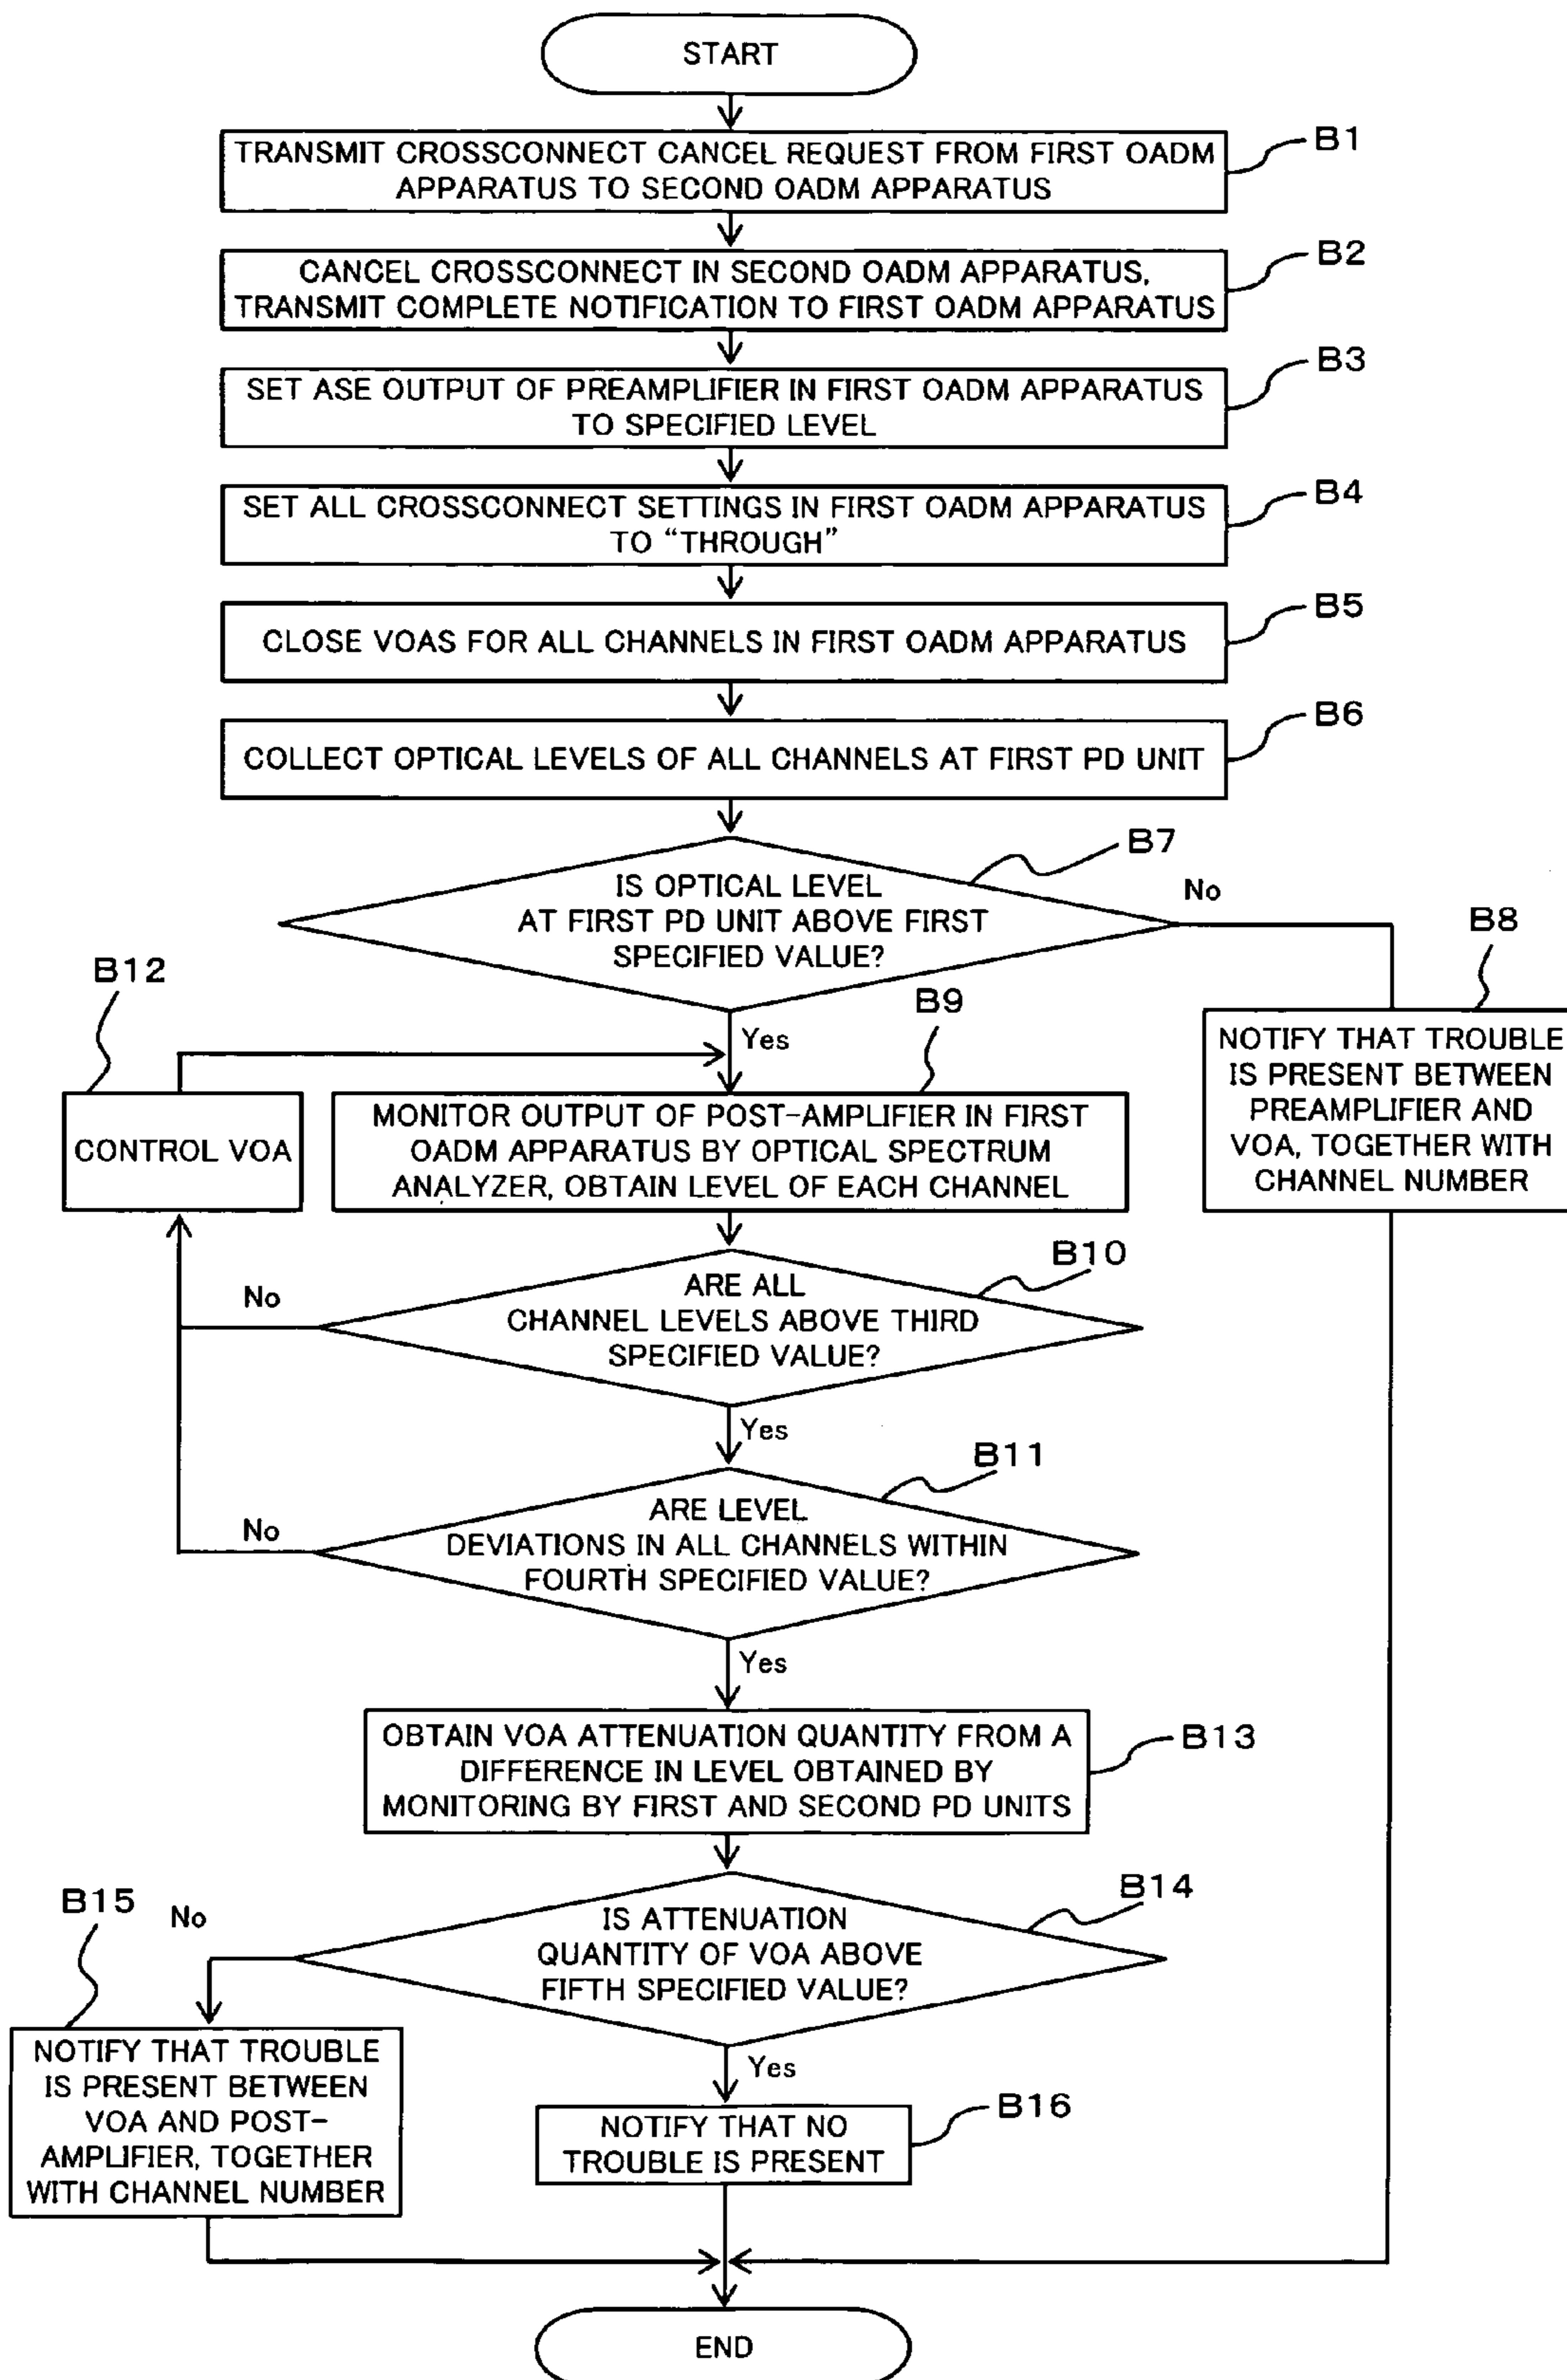 START
B1
TRANSMIT CROSSCONNECT CANCEL REQUEST FROM FIRST OADM
APPARATUS TO SECOND OADM APPARATUS
B2
CANCEL CROSSCONNECT IN SECOND OADM APPARATUS,
TRANSMIT COMPLETE NOTIFICATION TO FIRST OADM APPARATUS
B3
SET ASE OUTPUT OF PREAMPLIFIER IN FIRST OADM APPARATUS
TO SPECIFIED LEVEL
B4
SET ALL CROSSCONNECT SETTINGS IN FIRST OADM APPARATUS
TO “THROUGH”
B5
CLOSE VOAS FOR ALL CHANNELS IN FIRST OADM APPARATUS
B6
COLLECT OPTICAL LEVELS OF ALL CHANNELS AT FIRST PD UNIT
B7
IS OPTICAL LEVEL
AT FIRST PD UNIT ABOVE FIRST
SPECIFIED VALUE?
No
B8
NOTIFY THAT TROUBLE
IS PRESENT BETWEEN
PREAMPLIFIER AND
VOA, TOGETHER WITH
CHANNEL NUMBER
Yes
B12
CONTROL VOA
B9
MONITOR OUTPUT OF POST-AMPLIFIER IN FIRST
OADM APPARATUS BY OPTICAL SPECTRUM
ANALYZER, OBTAIN LEVEL OF EACH CHANNEL
B10
ARE ALL
CHANNEL LEVELS ABOVE THIRD
SPECIFIED VALUE?
No
Yes
B11
ARE LEVEL
DEVIATIONS IN ALL CHANNELS WITHIN
FOURTH SPECIFIED VALUE?
No
Yes
B13
OBTAIN VOA ATTENUATION QUANTITY FROM A
DIFFERENCE IN LEVEL OBTAINED BY
MONITORING BY FIRST AND SECOND PD UNITS
B14
IS ATTENUATION
QUANTITY OF VOA ABOVE
FIFTH SPECIFIED VALUE?
No
B15
NOTIFY THAT TROUBLE
IS PRESENT BETWEEN
VOA AND POST-
AMPLIFIER, TOGETHER
WITH CHANNEL NUMBER
Yes
B16
NOTIFY THAT NO
TROUBLE IS PRESENT
END